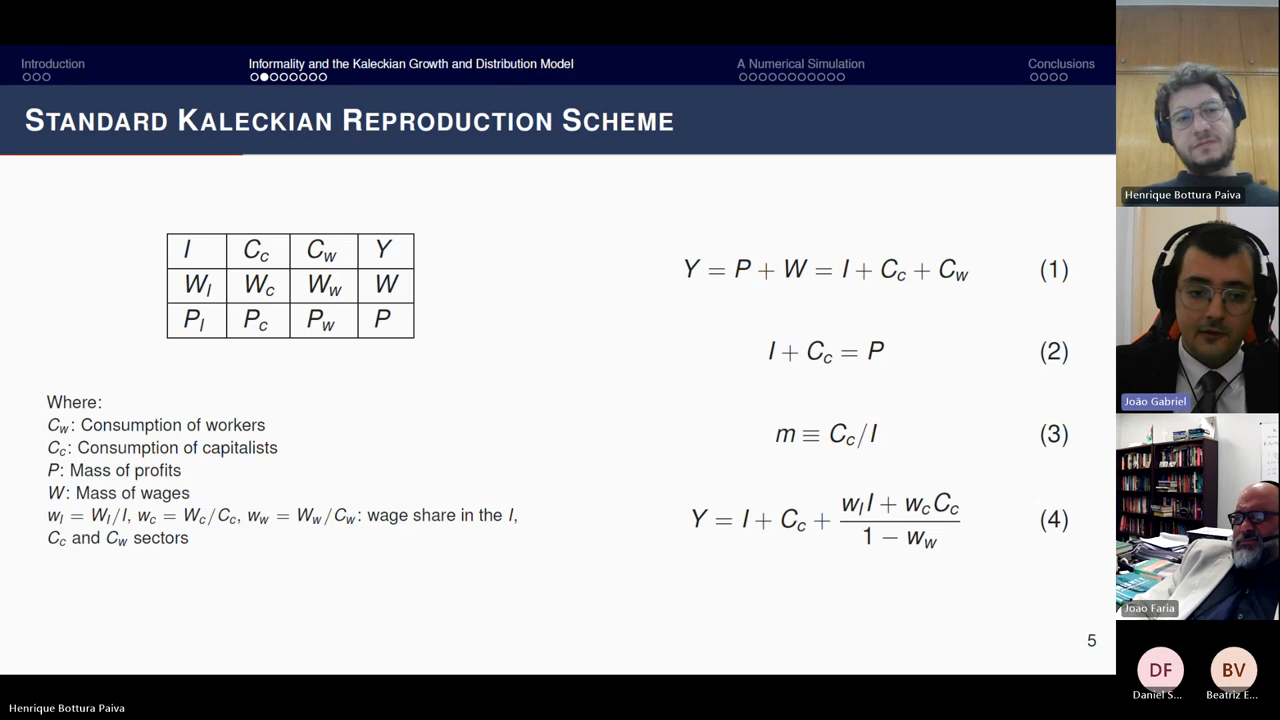 Introduction
Informality and the Kaleckian Growth and Distribution Model
A Numerical Simulation
Conclusions
STANDARD KALECKIAN REPRODUCTION SCHEME
I C_c C_w Y
W_I W_c W_w W
P_I P_c P_w P
Where:
C_w: Consumption of workers
C_c: Consumption of capitalists
P: Mass of profits
W: Mass of wages
w_I = W_I/I, w_c = W_c/C_c, w_w = W_w/C_w: wage share in the I,
C_c and C_w sectors
Y = P + W = I + C_c + C_w (1)
I + C_c = P (2)
m ≡ C_c/I (3)
Y = I + C_c + (w_I I + w_c C_c)/(1 − w_w) (4)
5
Henrique Bottura Paiva
João Gabriel
Joao Faria
DF
Daniel S...
BV
Beatriz E...
Henrique Bottura Paiva